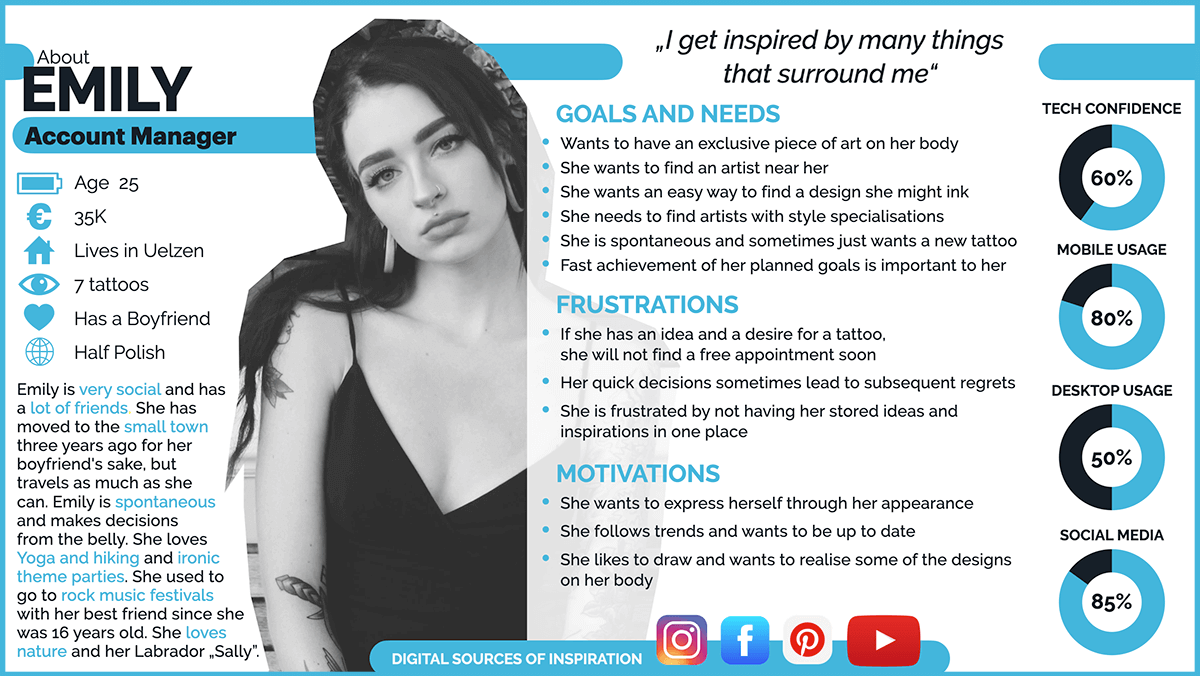 About
EMILY
Account Manager
Age 25
35K
Lives in Uelzen
7 tattoos
Has a Boyfriend
Half Polish
Emily is very social and has
a lot of friends. She has
moved to the small town
three years ago for her
boyfriend's sake, but
travels as much as she
can. Emily is spontaneous
and makes decisions
from the belly. She loves
Yoga and hiking and ironic
theme parties. She used to
go to rock music festivals
with her best friend since she
was 16 years old. She loves
nature and her Labrador „Sally”.
„I get inspired by many things
that surround me“
GOALS AND NEEDS
• Wants to have an exclusive piece of art on her body
• She wants to find an artist near her
• She wants an easy way to find a design she might ink
• She needs to find artists with style specialisations
• She is spontaneous and sometimes just wants a new tattoo
• Fast achievement of her planned goals is important to her
FRUSTRATIONS
• If she has an idea and a desire for a tattoo,
she will not find a free appointment soon
• Her quick decisions sometimes lead to subsequent regrets
• She is frustrated by not having her stored ideas and
inspirations in one place
MOTIVATIONS
• She wants to express herself through her appearance
• She follows trends and wants to be up to date
• She likes to draw and wants to realise some of the designs
on her body
DIGITAL SOURCES OF INSPIRATION
TECH CONFIDENCE
60%
MOBILE USAGE
80%
DESKTOP USAGE
50%
SOCIAL MEDIA
85%